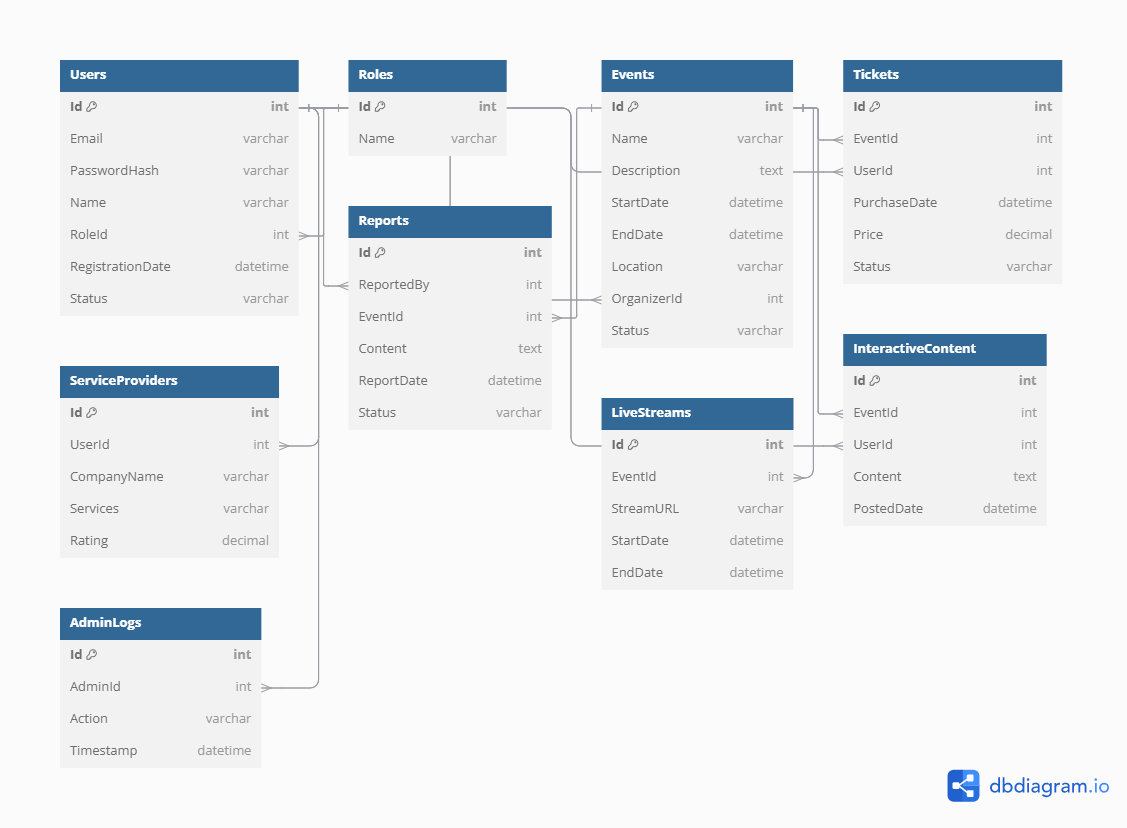 Users
Id int
Email varchar
PasswordHash varchar
Name varchar
RoleId int
RegistrationDate datetime
Status varchar
Roles
Id int
Name varchar
Reports
Id int
ReportedBy int
EventId int
Content text
ReportDate datetime
Status varchar
Events
Id int
Name varchar
Description text
StartDate datetime
EndDate datetime
Location varchar
OrganizerId int
Status varchar
Tickets
Id int
EventId int
UserId int
PurchaseDate datetime
Price decimal
Status varchar
ServiceProviders
Id int
UserId int
CompanyName varchar
Services varchar
Rating decimal
LiveStreams
Id int
EventId int
StreamURL varchar
StartDate datetime
EndDate datetime
InteractiveContent
Id int
EventId int
UserId int
Content text
PostedDate datetime
AdminLogs
Id int
AdminId int
Action varchar
Timestamp datetime
dbdiagram.io